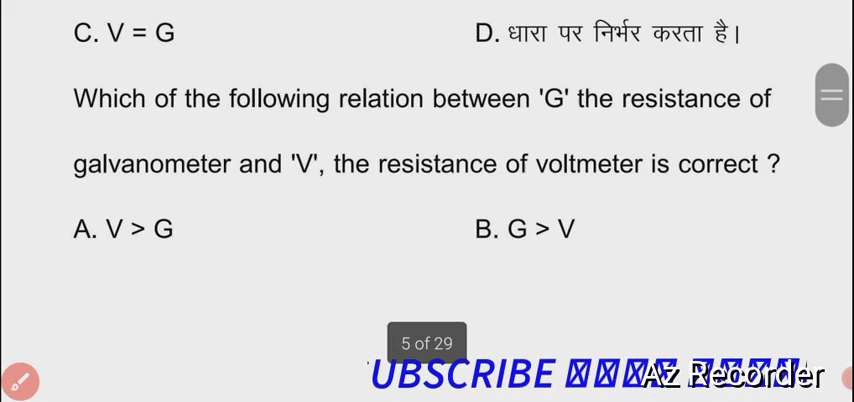 C. V = G
D. धारा पर निर्भर करता है।
Which of the following relation between 'G' the resistance of
galvanometer and 'V', the resistance of voltmeter is correct ?
A. V > G
B. G > V
5 of 29
UBSCRIBE
Az Recorder